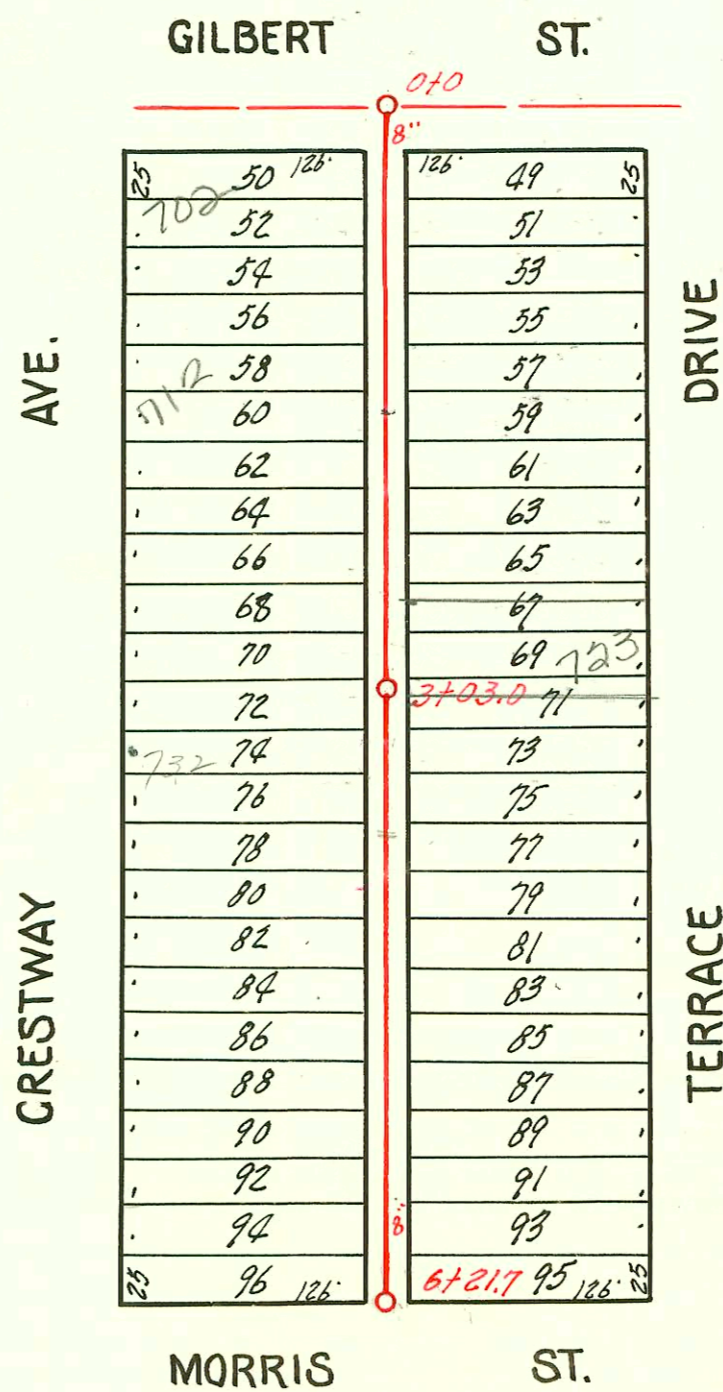 GILBERT ST.
0+0
8"
25 50 126' 126' 49 25
702
52 51
54 53
56 55
58 57
712
60 59
62 61
64 63
66 65
68 67
70 69 723
72 3+03.0 71
732 74 73
76 75
78 77
80 79
82 81
84 83
86 85
88 87
90 89
92 91
94 8" 93
25 96 126' 6+21.7 95 126' 25
MORRIS ST.
CRESTWAY AVE.
TERRACE DRIVE